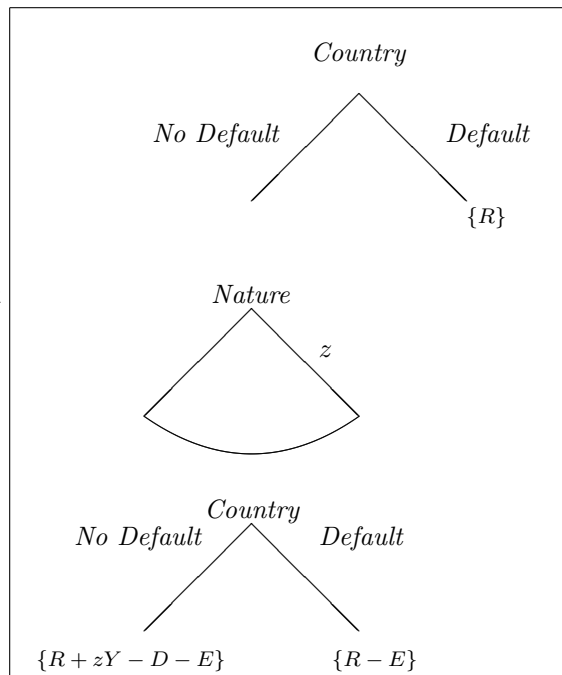 Country
No Default Default
{R}
Nature
z
Country
No Default Default
{R + zY − D − E} {R − E}